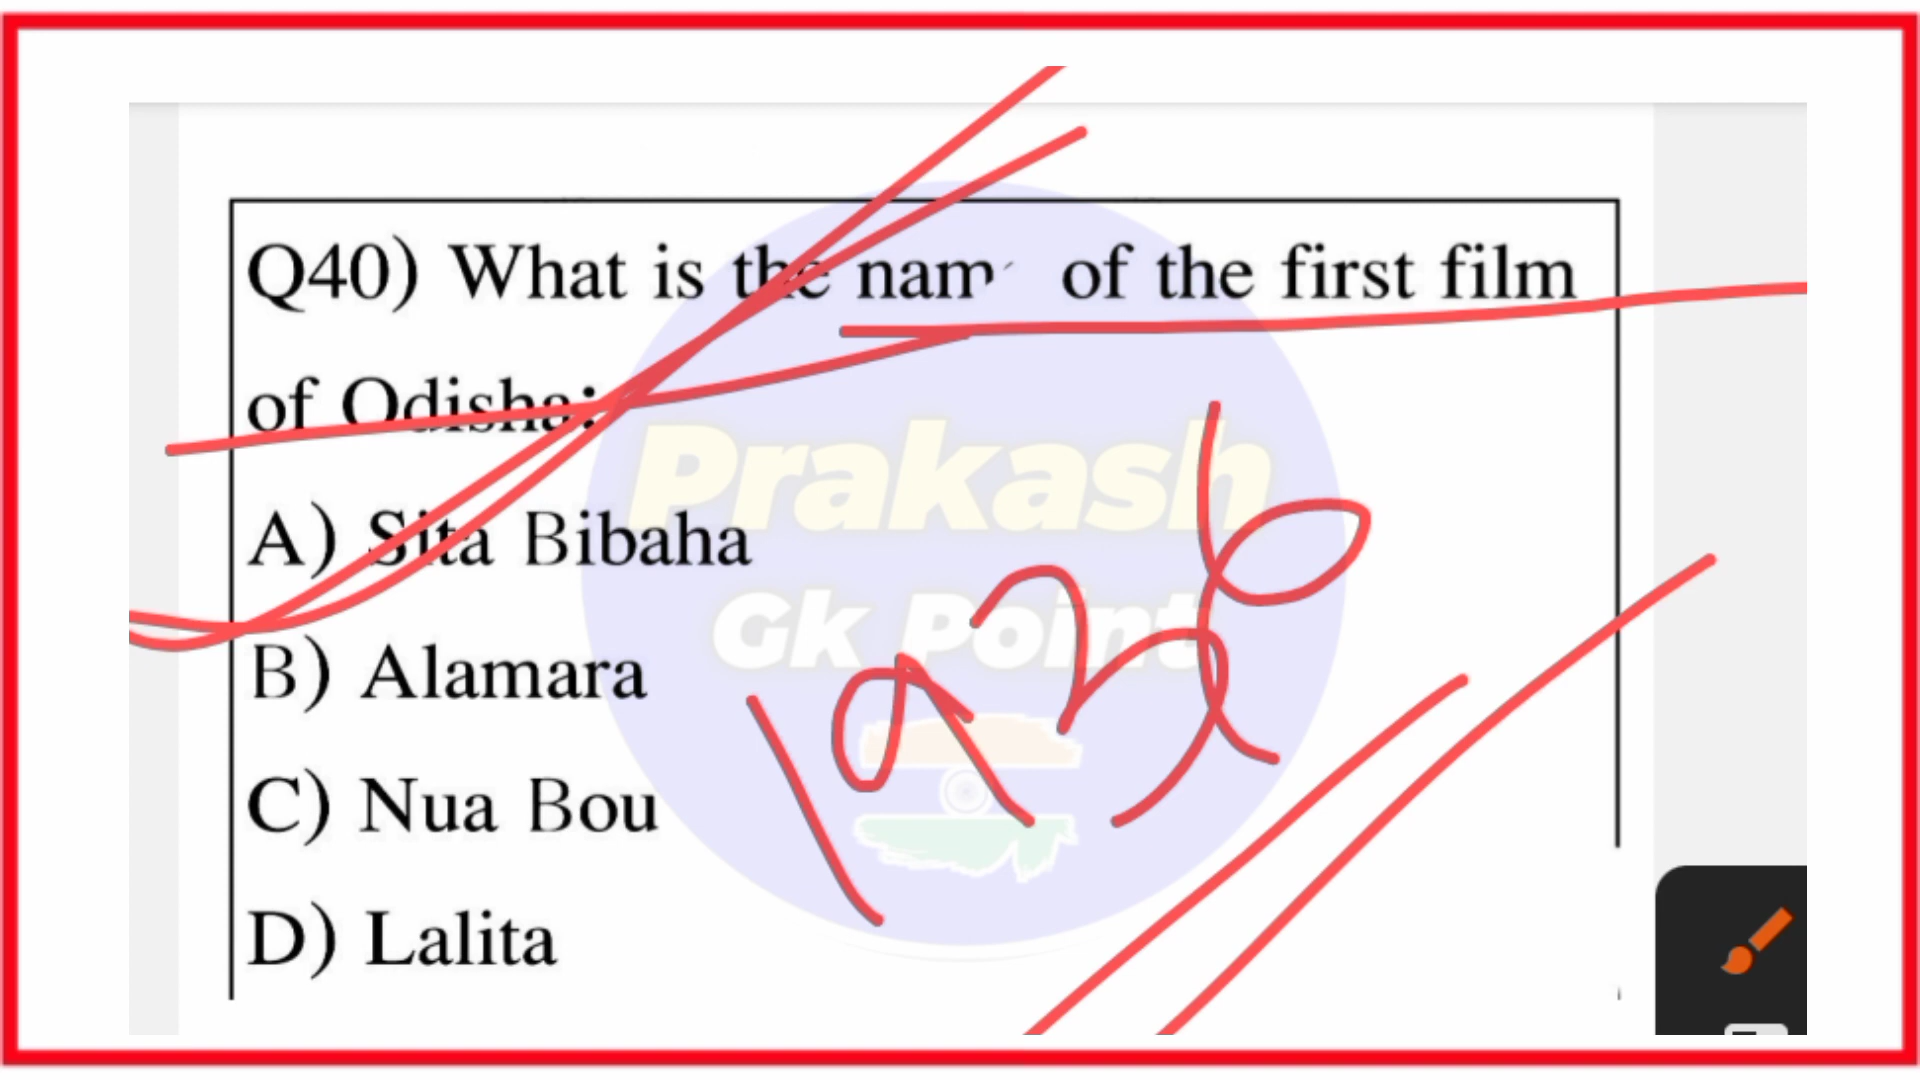 Q40) What is the nam of the first film
of Odisha:
A) Sita Bibaha
B) Alamara
C) Nua Bou
D) Lalita
Prakash
Gk Point
1936